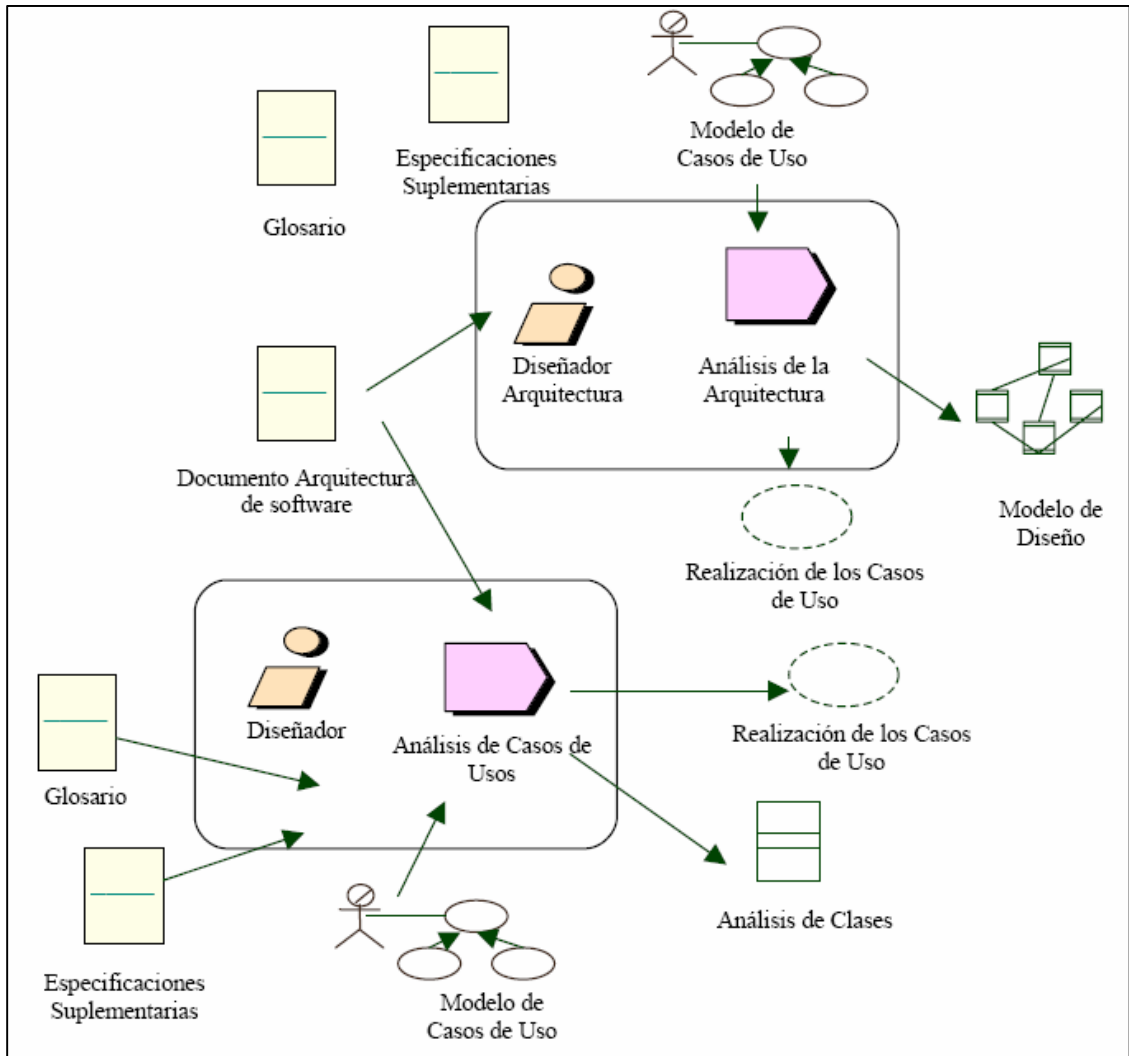 Modelo de
Casos de Uso
Especificaciones
Suplementarias
Glosario
Diseñador
Arquitectura
Análisis de la
Arquitectura
Documento Arquitectura
de software
Modelo de
Diseño
Realización de los Casos
de Uso
Diseñador
Análisis de Casos de
Usos
Realización de los Casos
de Uso
Glosario
Análisis de Clases
Especificaciones
Suplementarias
Modelo de
Casos de Uso